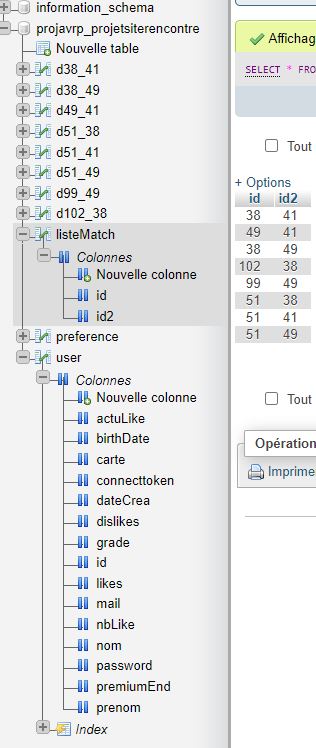 information_schema
projavrp_projetsiterencontre
Nouvelle table
d38_41
d38_49
d49_41
d51_38
d51_41
d51_49
d99_49
d102_38
listeMatch
Colonnes
Nouvelle colonne
id
id2
preference
user
Colonnes
Nouvelle colonne
actuLike
birthDate
carte
connecttoken
dateCrea
dislikes
grade
id
likes
mail
nbLike
nom
password
premiumEnd
prenom
Index
Affichag
SELECT * FRO
Tout
+ Options
id id2
38 41
49 41
38 49
102 38
99 49
51 38
51 41
51 49
Tout
Opération
Imprime